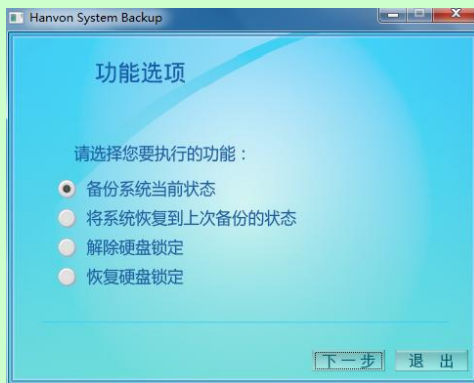 Hanvon System Backup
功能选项
请选择您要执行的功能：
备份系统当前状态
将系统恢复到上次备份的状态
解除硬盘锁定
恢复硬盘锁定
下一步 退 出